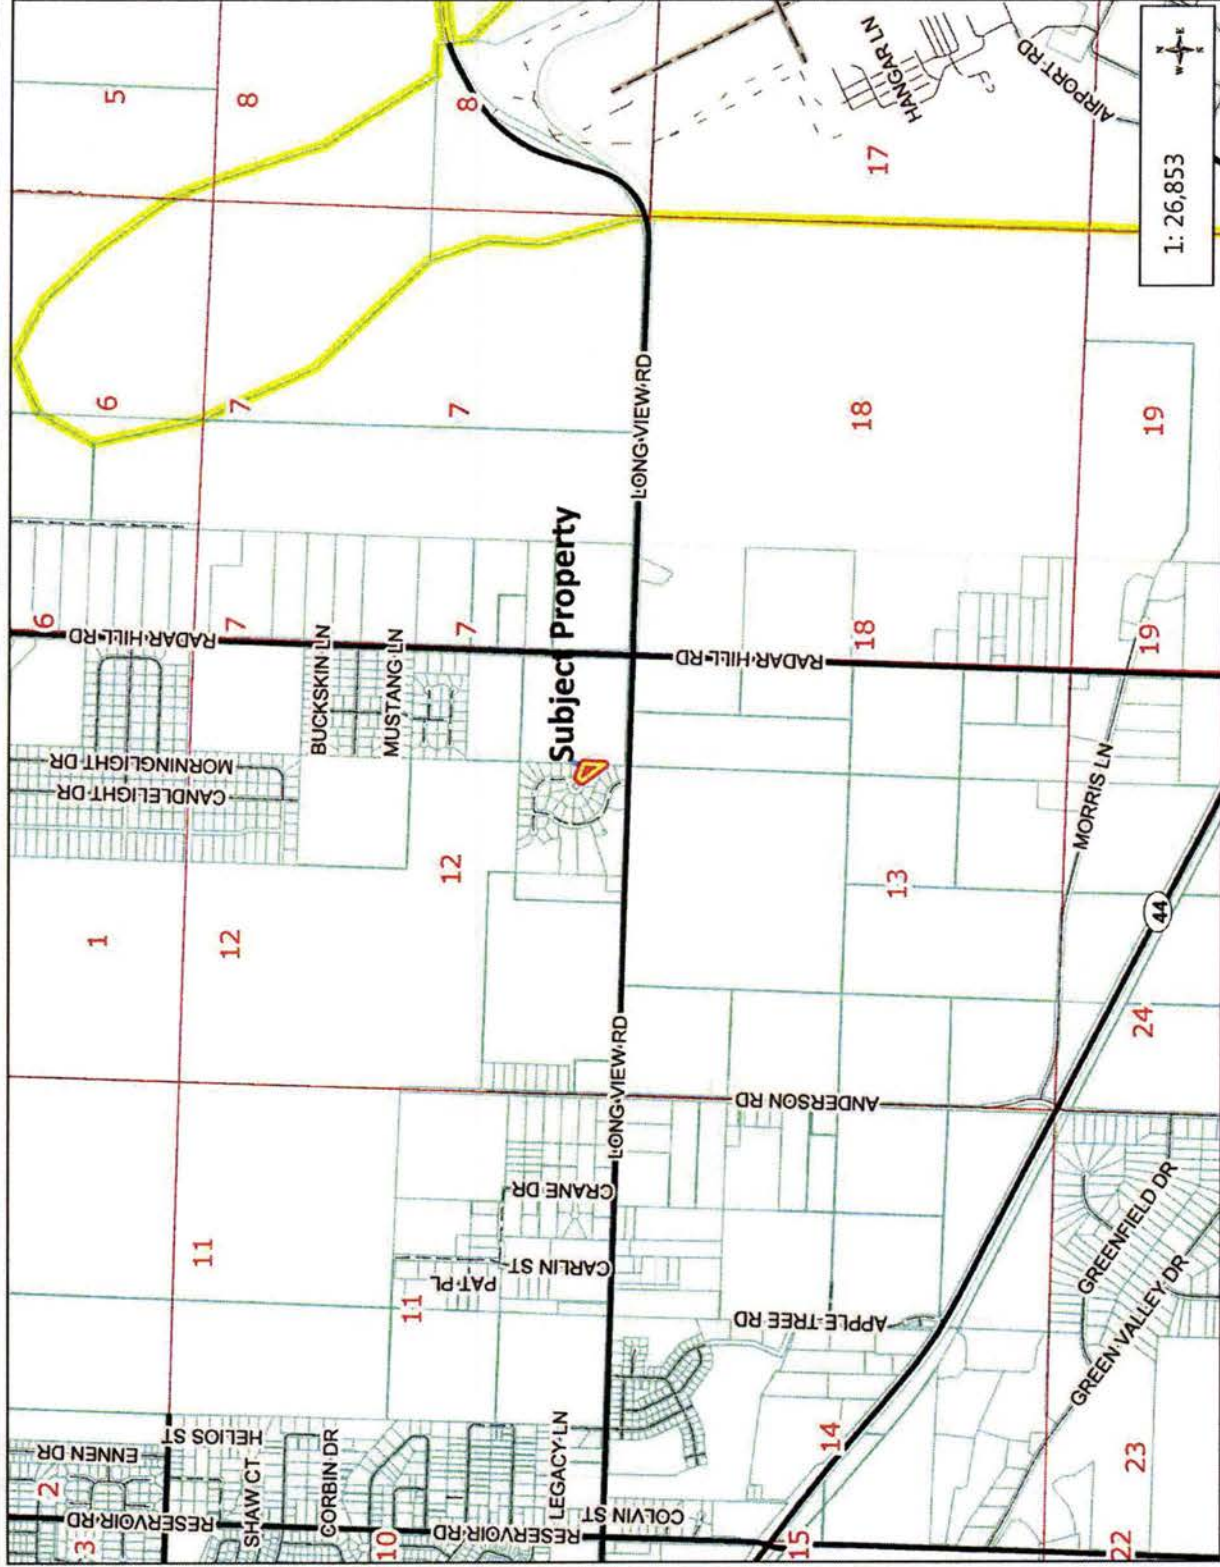 6
2
3
ENNEN DR
1
6
5
RADAR HILL RD
MORNINGLIGHT DR
CANDLELIGHT DR
RESERVOIR RD
HELIOS ST
11
12
7
7
8
SHAW CT
BUCKSKIN LN
CORBIN DR
MUSTANG LN
10
11
12
7
7
8
RESERVOIR RD
PAT PL
CRANE DR
CARLIN ST
LEGACY LN
Subject Property
LONG VIEW RD
LONG VIEW RD
COLVIN ST
RADAR HILL RD
ANDERSON RD
APPLE TREE RD
15
14
13
18
18
17
HANGAR LN
AIRPORT RD
MORRIS LN
GREENFIELD DR
GREEN VALLEY DR
44
22
23
24
19
19
1: 26,853
N
W E
S